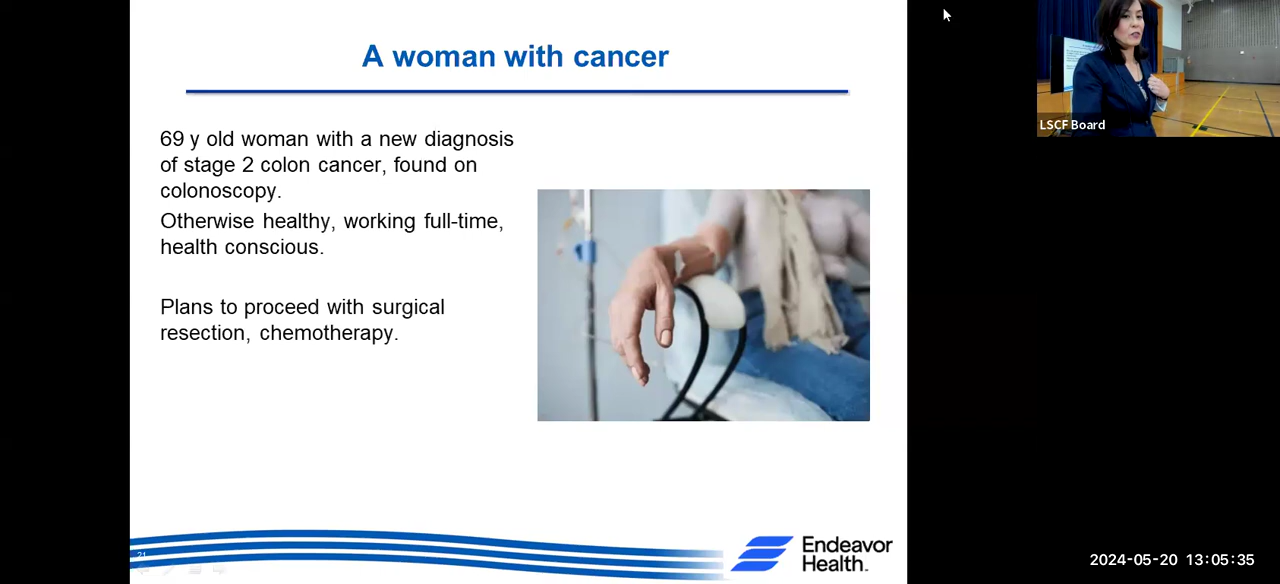 A woman with cancer
69 y old woman with a new diagnosis
of stage 2 colon cancer, found on
colonoscopy.
Otherwise healthy, working full-time,
health conscious.
Plans to proceed with surgical
resection, chemotherapy.
21
Endeavor
Health
LSCF Board
2024-05-20 13:05:35